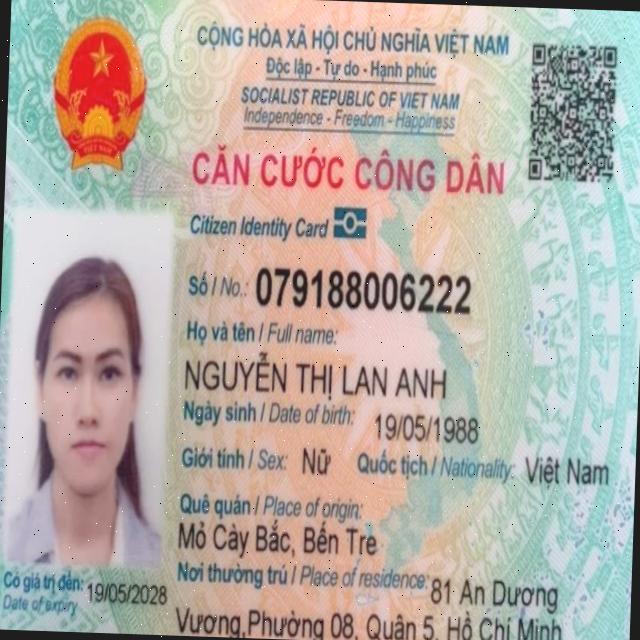 CỘNG HÒA XÃ HỘI CHỦ NGHĨA VIỆT NAM
Độc lập - Tự do - Hạnh phúc
SOCIALIST REPUBLIC OF VIET NAM
Independence - Freedom - Happiness
CĂN CƯỚC CÔNG DÂN
Citizen Identity Card
Số / No.: 079188006222
Họ và tên / Full name:
NGUYỄN THỊ LAN ANH
Ngày sinh / Date of birth: 19/05/1988
Giới tính / Sex: Nữ Quốc tịch / Nationality: Việt Nam
Quê quán / Place of origin:
Mỏ Cày Bắc, Bến Tre
Nơi thường trú / Place of residence: 81 An Dương
Vương,Phường 08, Quận 5, Hồ Chí Minh
Có giá trị đến: 19/05/2028
Date of expiry